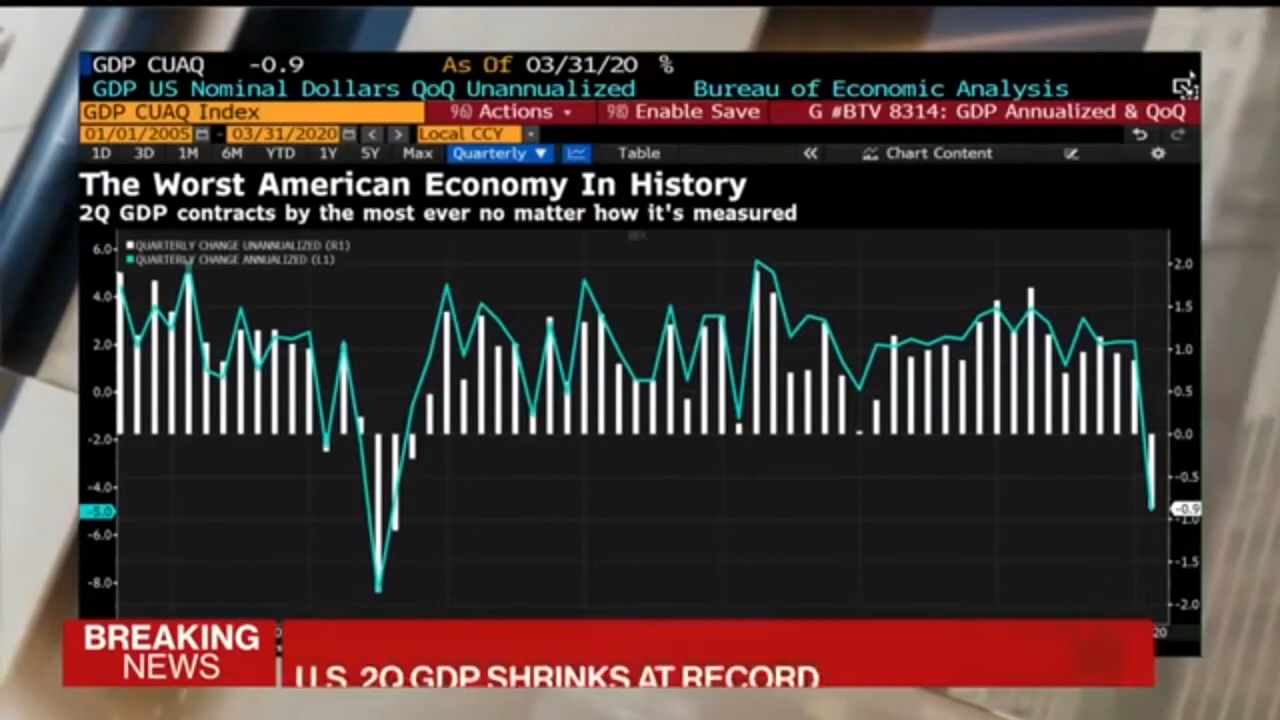 GDP CUAQ -0.9 As Of 03/31/20 %
GDP US Nominal Dollars QoQ Unannualized Bureau of Economic Analysis
GDP CUAQ Index 96) Actions 98) Enable Save G #BTV 8314: GDP Annualized & QoQ
01/01/2005 - 03/31/2020 < > Local CCY
1D 3D 1M 6M YTD 1Y 5Y Max Quarterly ▼ Table « Chart Content
The Worst American Economy In History
2Q GDP contracts by the most ever no matter how it's measured
QUARTERLY CHANGE UNANNUALIZED (R1)
QUARTERLY CHANGE ANNUALIZED (L1)
6.0
4.0
2.0
0.0
-2.0
-4.0
-5.0
-6.0
-8.0
2.0
1.5
1.0
0.5
0.0
-0.5
-0.9
-1.0
-1.5
-2.0
20
BREAKING
NEWS
U.S. 2Q GDP SHRINKS AT RECORD